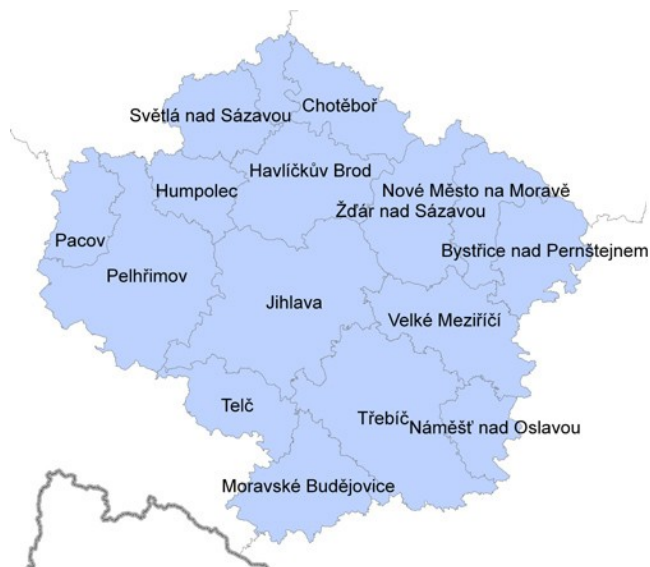 Chotěboř
Světlá nad Sázavou
Havlíčkův Brod
Humpolec
Nové Město na Moravě
Žďár nad Sázavou
Pacov
Bystřice nad Pernštejnem
Pelhřimov
Jihlava
Velké Meziříčí
Telč
Třebíč
Náměšť nad Oslavou
Moravské Budějovice